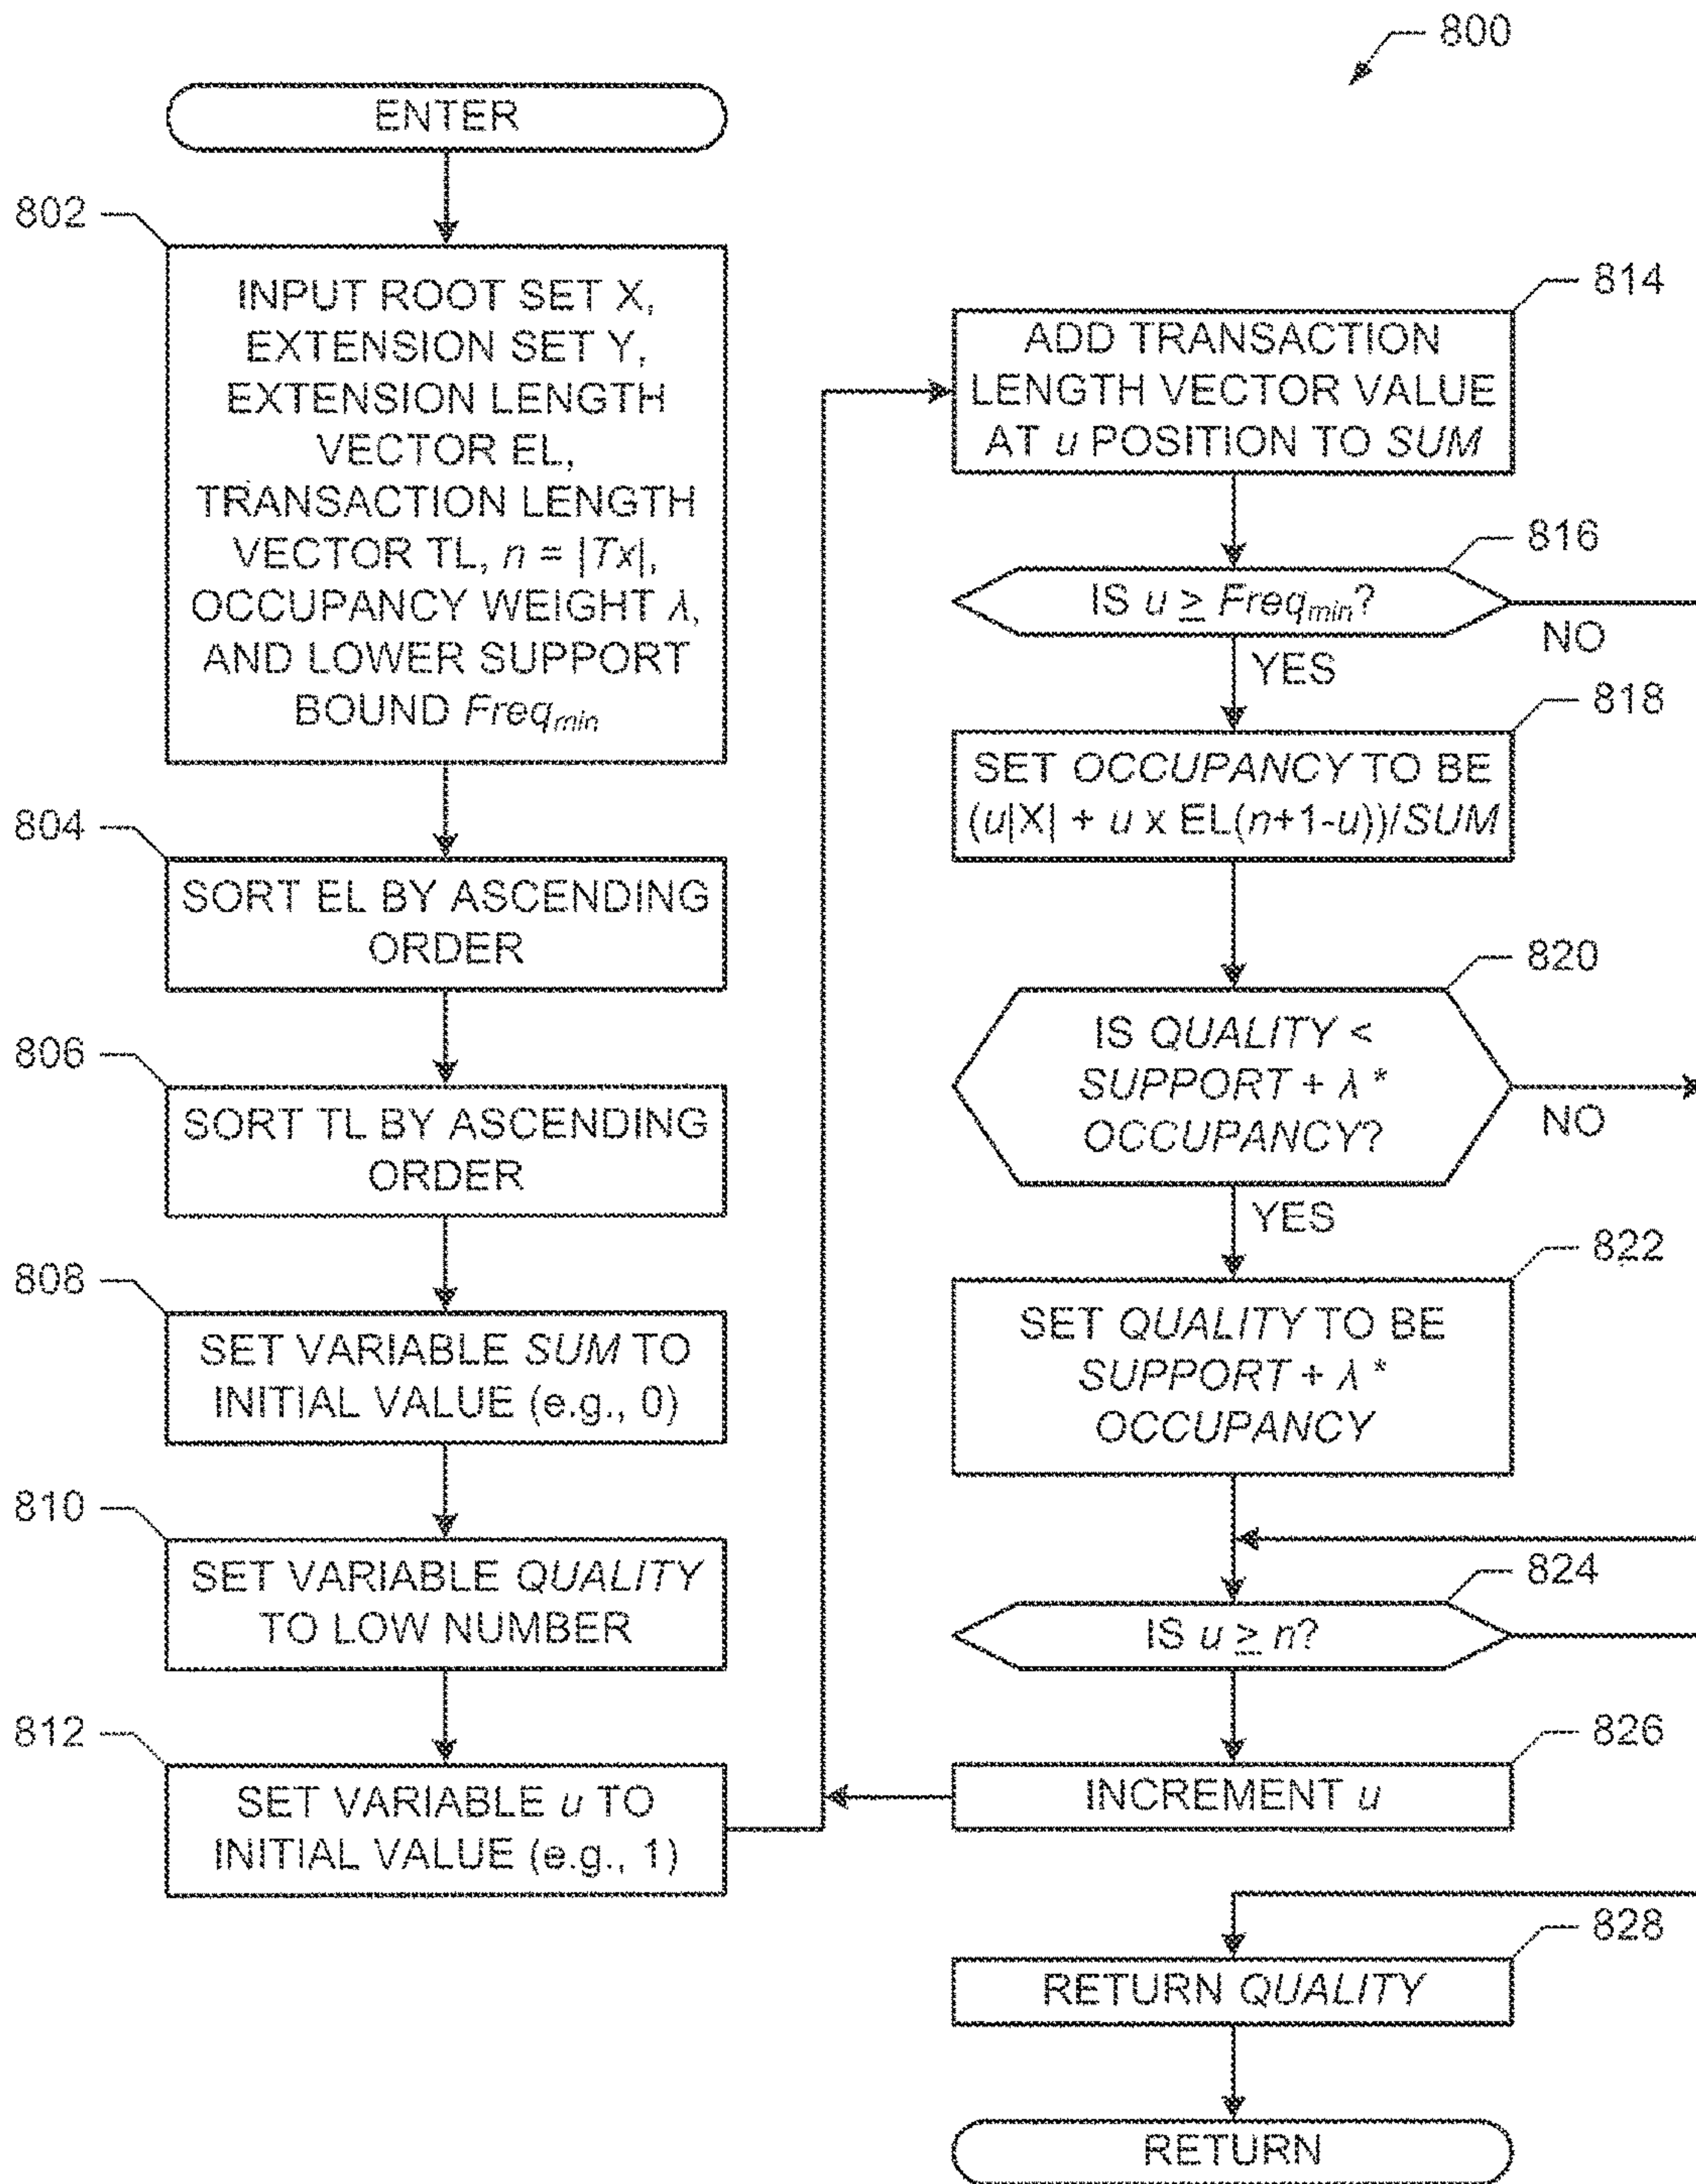 800
ENTER
802
INPUT ROOT SET X,
EXTENSION SET Y,
EXTENSION LENGTH
VECTOR EL,
TRANSACTION LENGTH
VECTOR TL, n = |Tx|,
OCCUPANCY WEIGHT λ,
AND LOWER SUPPORT
BOUND Freqmin
804
SORT EL BY ASCENDING
ORDER
806
SORT TL BY ASCENDING
ORDER
808
SET VARIABLE SUM TO
INITIAL VALUE (e.g., 0)
810
SET VARIABLE QUALITY
TO LOW NUMBER
812
SET VARIABLE u TO
INITIAL VALUE (e.g., 1)
814
ADD TRANSACTION
LENGTH VECTOR VALUE
AT u POSITION TO SUM
816
IS u ≥ Freqmin?
NO
YES
818
SET OCCUPANCY TO BE
(u|X| + u x EL(n+1-u))/SUM
820
IS QUALITY <
SUPPORT + λ *
OCCUPANCY?
NO
YES
822
SET QUALITY TO BE
SUPPORT + λ *
OCCUPANCY
824
IS u ≥ n?
826
INCREMENT u
828
RETURN QUALITY
RETURN